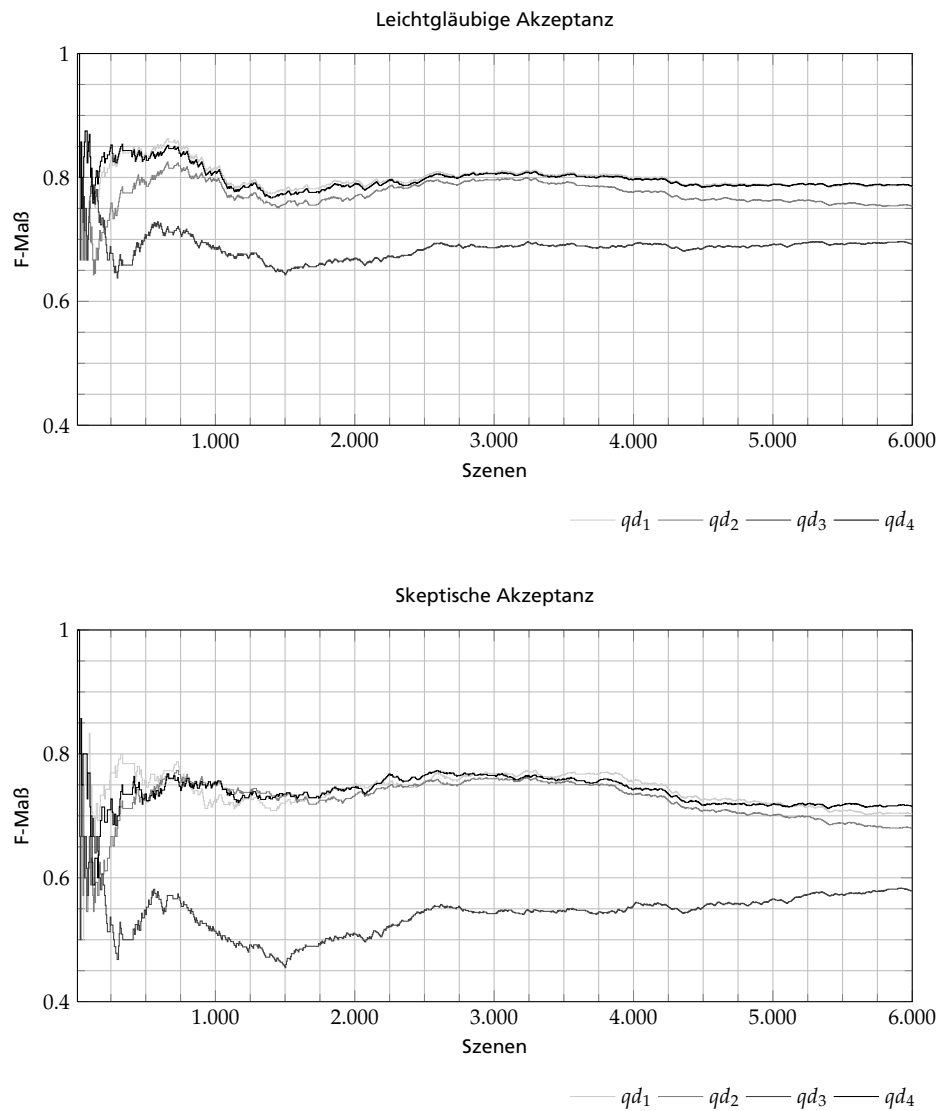 Leichtgläubige Akzeptanz
1
0.8
0.6
0.4
F-Maß
1.000 2.000 3.000 4.000 5.000 6.000
Szenen
qd1 qd2 qd3 qd4
Skeptische Akzeptanz
1
0.8
0.6
0.4
F-Maß
1.000 2.000 3.000 4.000 5.000 6.000
Szenen
qd1 qd2 qd3 qd4